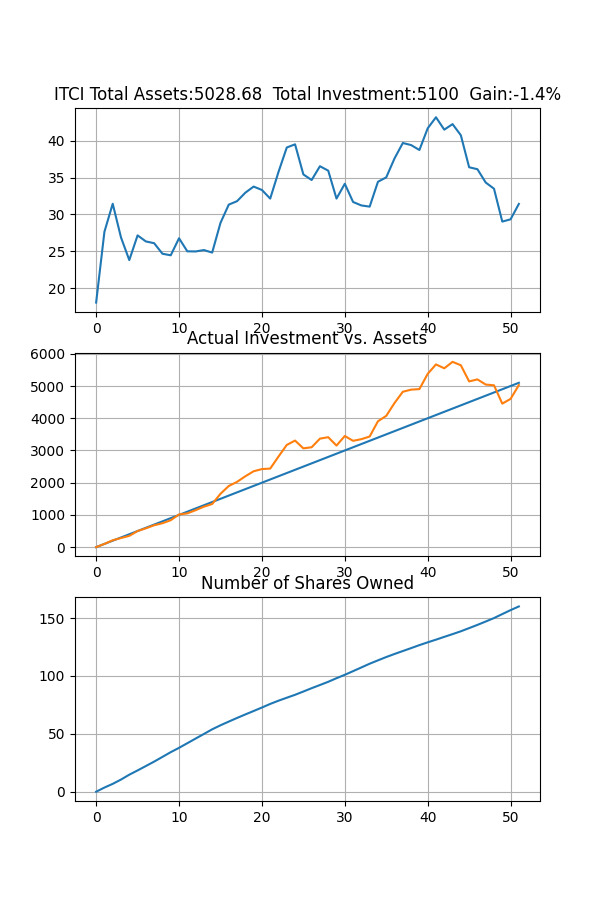 ITCI Total Assets:5028.68 Total Investment:5100 Gain:-1.4%
40
35
30
25
20
0 10 20 30 40 50
Actual Investment vs. Assets
6000
5000
4000
3000
2000
1000
0
0 10 20 30 40 50
Number of Shares Owned
150
100
50
0
0 10 20 30 40 50